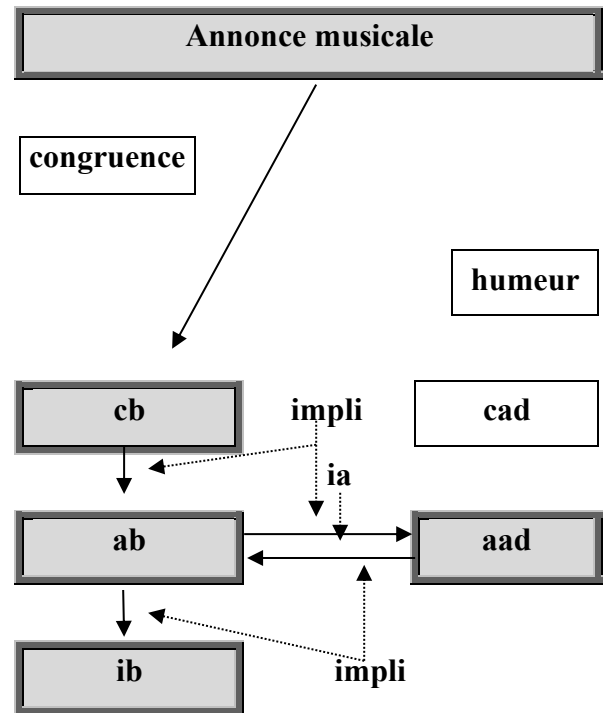 Annonce musicale
congruence
humeur
cb
impli
cad
ia
ab
aad
ib
impli